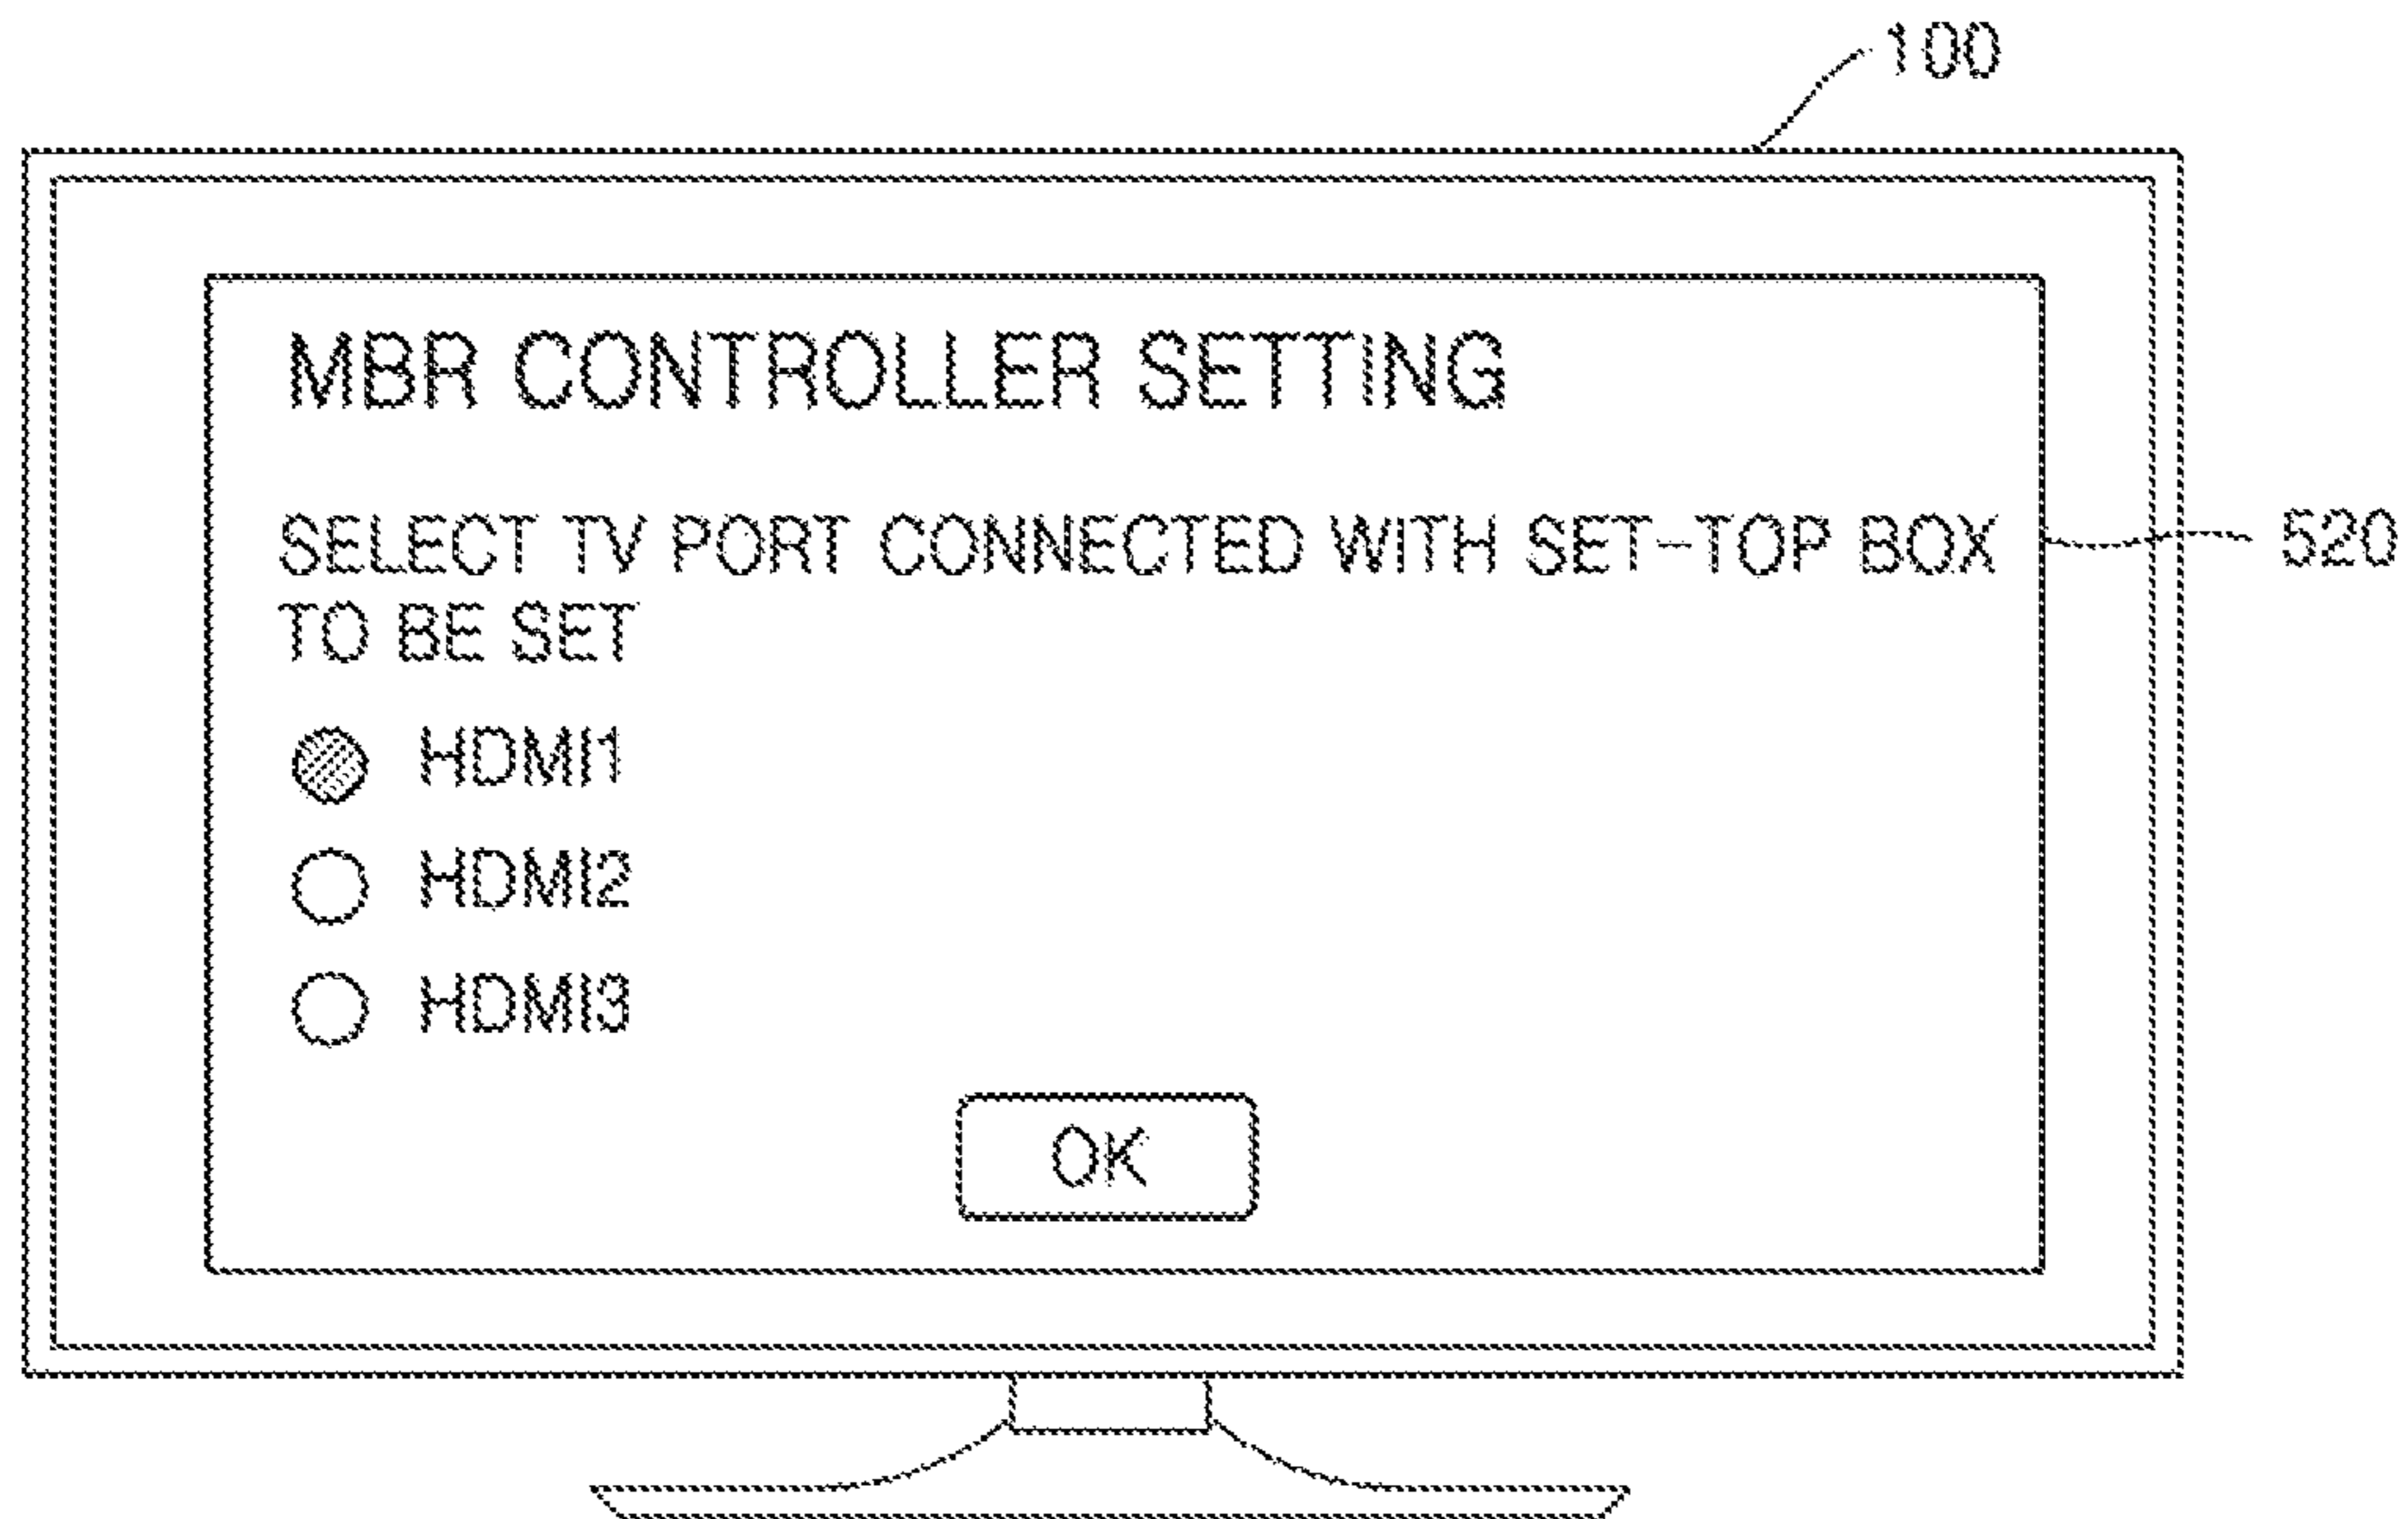 100
MBR CONTROLLER SETTING
SELECT TV PORT CONNECTED WITH SET-TOP BOX
TO BE SET
520
HDMI1
HDMI2
HDMI3
OK